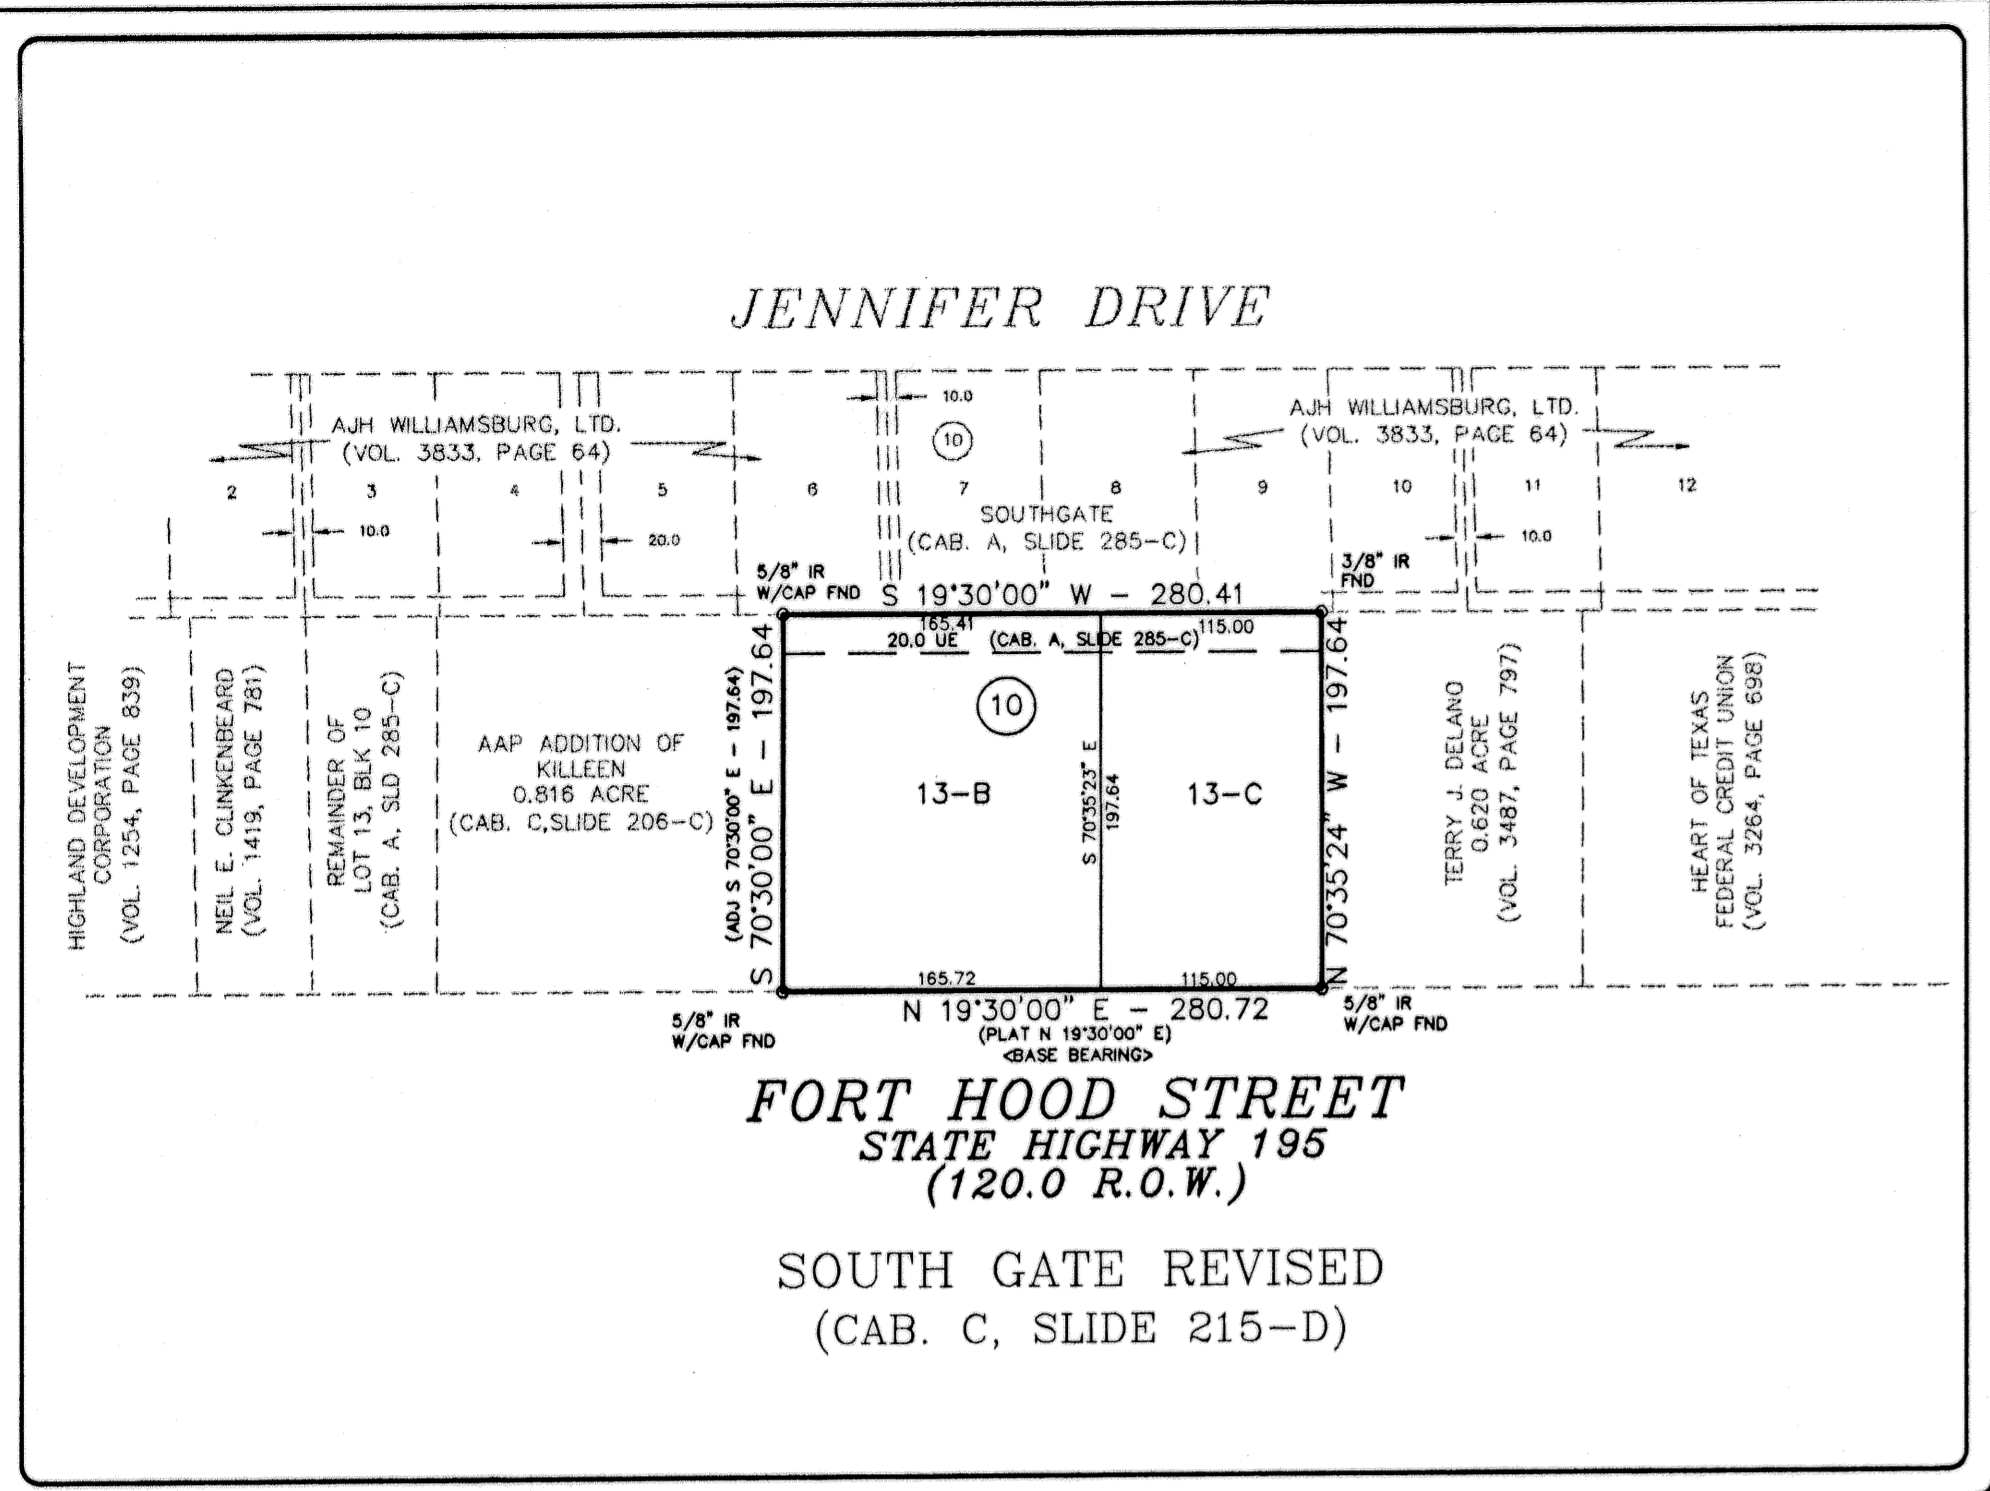 JENNIFER DRIVE
AJH WILLIAMSBURG, LTD.
(VOL. 3833, PAGE 64)
10.0
10
AJH WILLIAMSBURG, LTD.
(VOL. 3833, PAGE 64)
2
3
4
5
6
7
8
9
10
11
12
10.0
20.0
SOUTHGATE
(CAB. A, SLIDE 285-C)
10.0
5/8" IR
W/CAP FND
S 19°30'00" W - 280.41
3/8" IR
FND
165.41
115.00
20.0 UE (CAB. A, SLIDE 285-C)
HIGHLAND DEVELOPMENT
CORPORATION
(VOL. 1254, PAGE 839)
NEIL E. CLINKENBEARD
(VOL. 1419, PAGE 781)
REMAINDER OF
LOT 13, BLK 10
(CAB. A, SLD 285-C)
AAP ADDITION OF
KILLEEN
0.816 ACRE
(CAB. C,SLIDE 206-C)
(ADJ S 70°30'00" E - 197.64)
S 70°30'00" E - 197.64
10
13-B
S 70°35'23" E
197.64
13-C
N 70°35'24" W - 197.64
TERRY J. DELANO
0.620 ACRE
(VOL. 3487, PAGE 797)
HEART OF TEXAS
FEDERAL CREDIT UNION
(VOL. 3264, PAGE 698)
165.72
115.00
5/8" IR
W/CAP FND
N 19°30'00" E - 280.72
(PLAT N 19°30'00" E)
<BASE BEARING>
5/8" IR
W/CAP FND
FORT HOOD STREET
STATE HIGHWAY 195
(120.0 R.O.W.)
SOUTH GATE REVISED
(CAB. C, SLIDE 215-D)